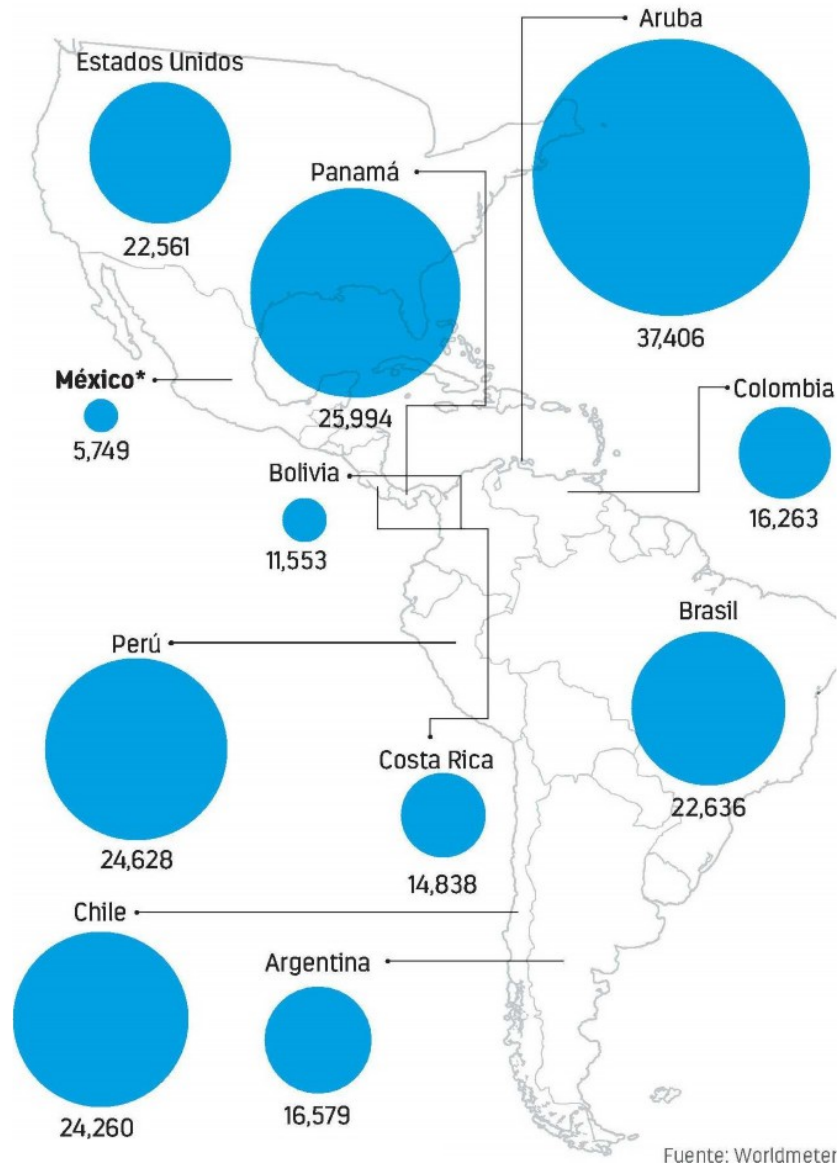 Aruba
37,406
Estados Unidos
22,561
Panamá
25,994
México*
5,749
Colombia
16,263
Bolivia
11,553
Brasil
22,636
Perú
24,628
Costa Rica
14,838
Chile
24,260
Argentina
16,579
Fuente: Worldmeter